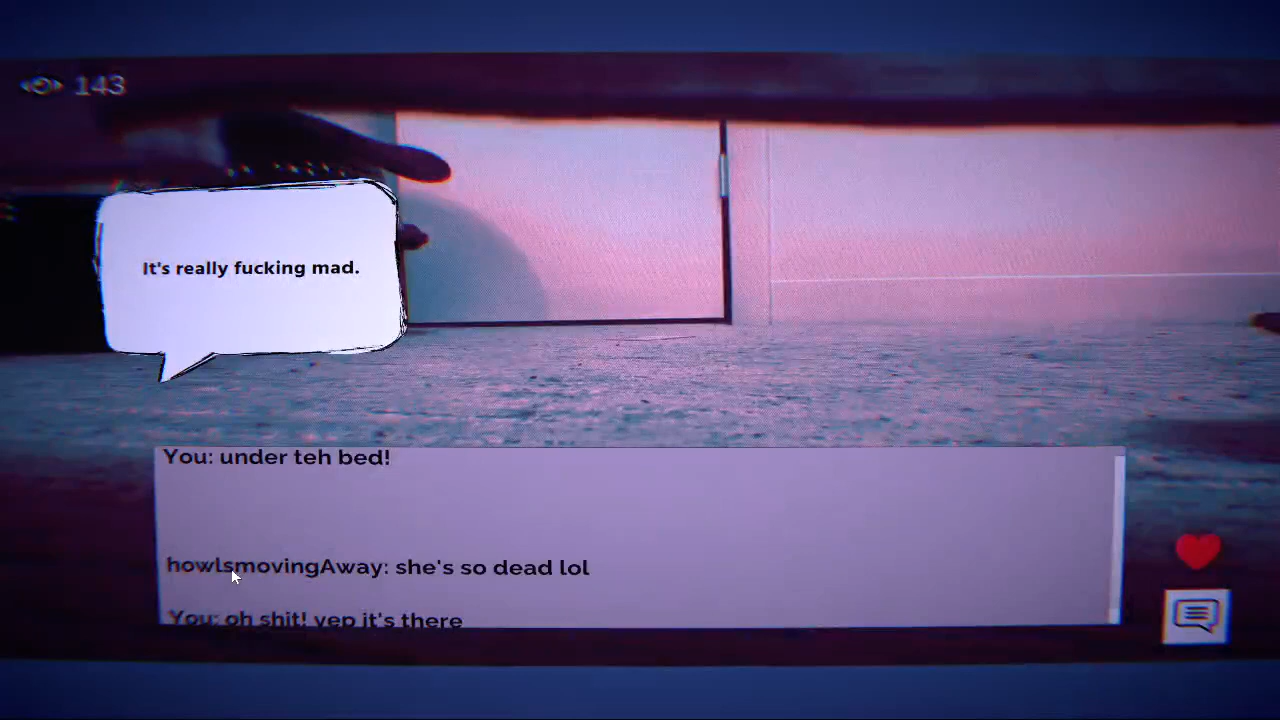 143
It's really fucking mad.
You: under teh bed!
howlsmovingAway: she's so dead lol
You: oh shit! yep it's there